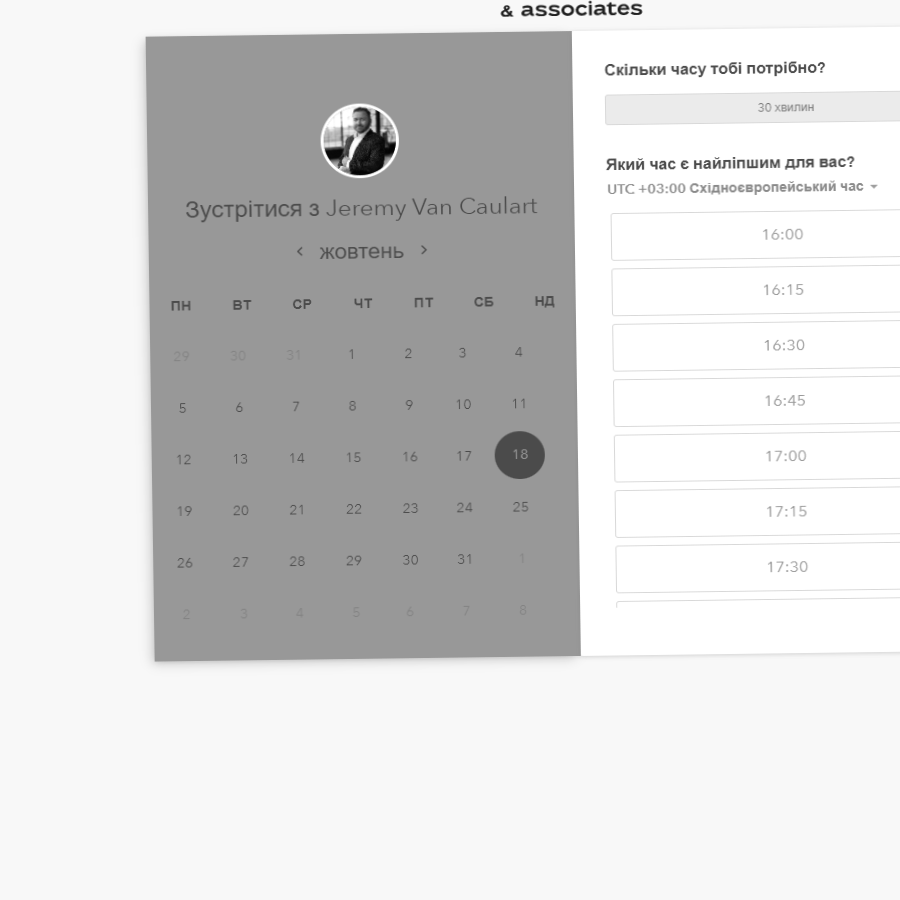 & associates
Зустрітися з Jeremy Van Caulart
жовтень
ПН ВТ СР ЧТ ПТ СБ НД
29 30 31 1 2 3 4
5 6 7 8 9 10 11
12 13 14 15 16 17 18
19 20 21 22 23 24 25
26 27 28 29 30 31 1
2 3 4 5 6 7 8
Скільки часу тобі потрібно?
30 хвилин
Який час є найліпшим для вас?
UTC +03:00 Східноєвропейський час
16:00
16:15
16:30
16:45
17:00
17:15
17:30